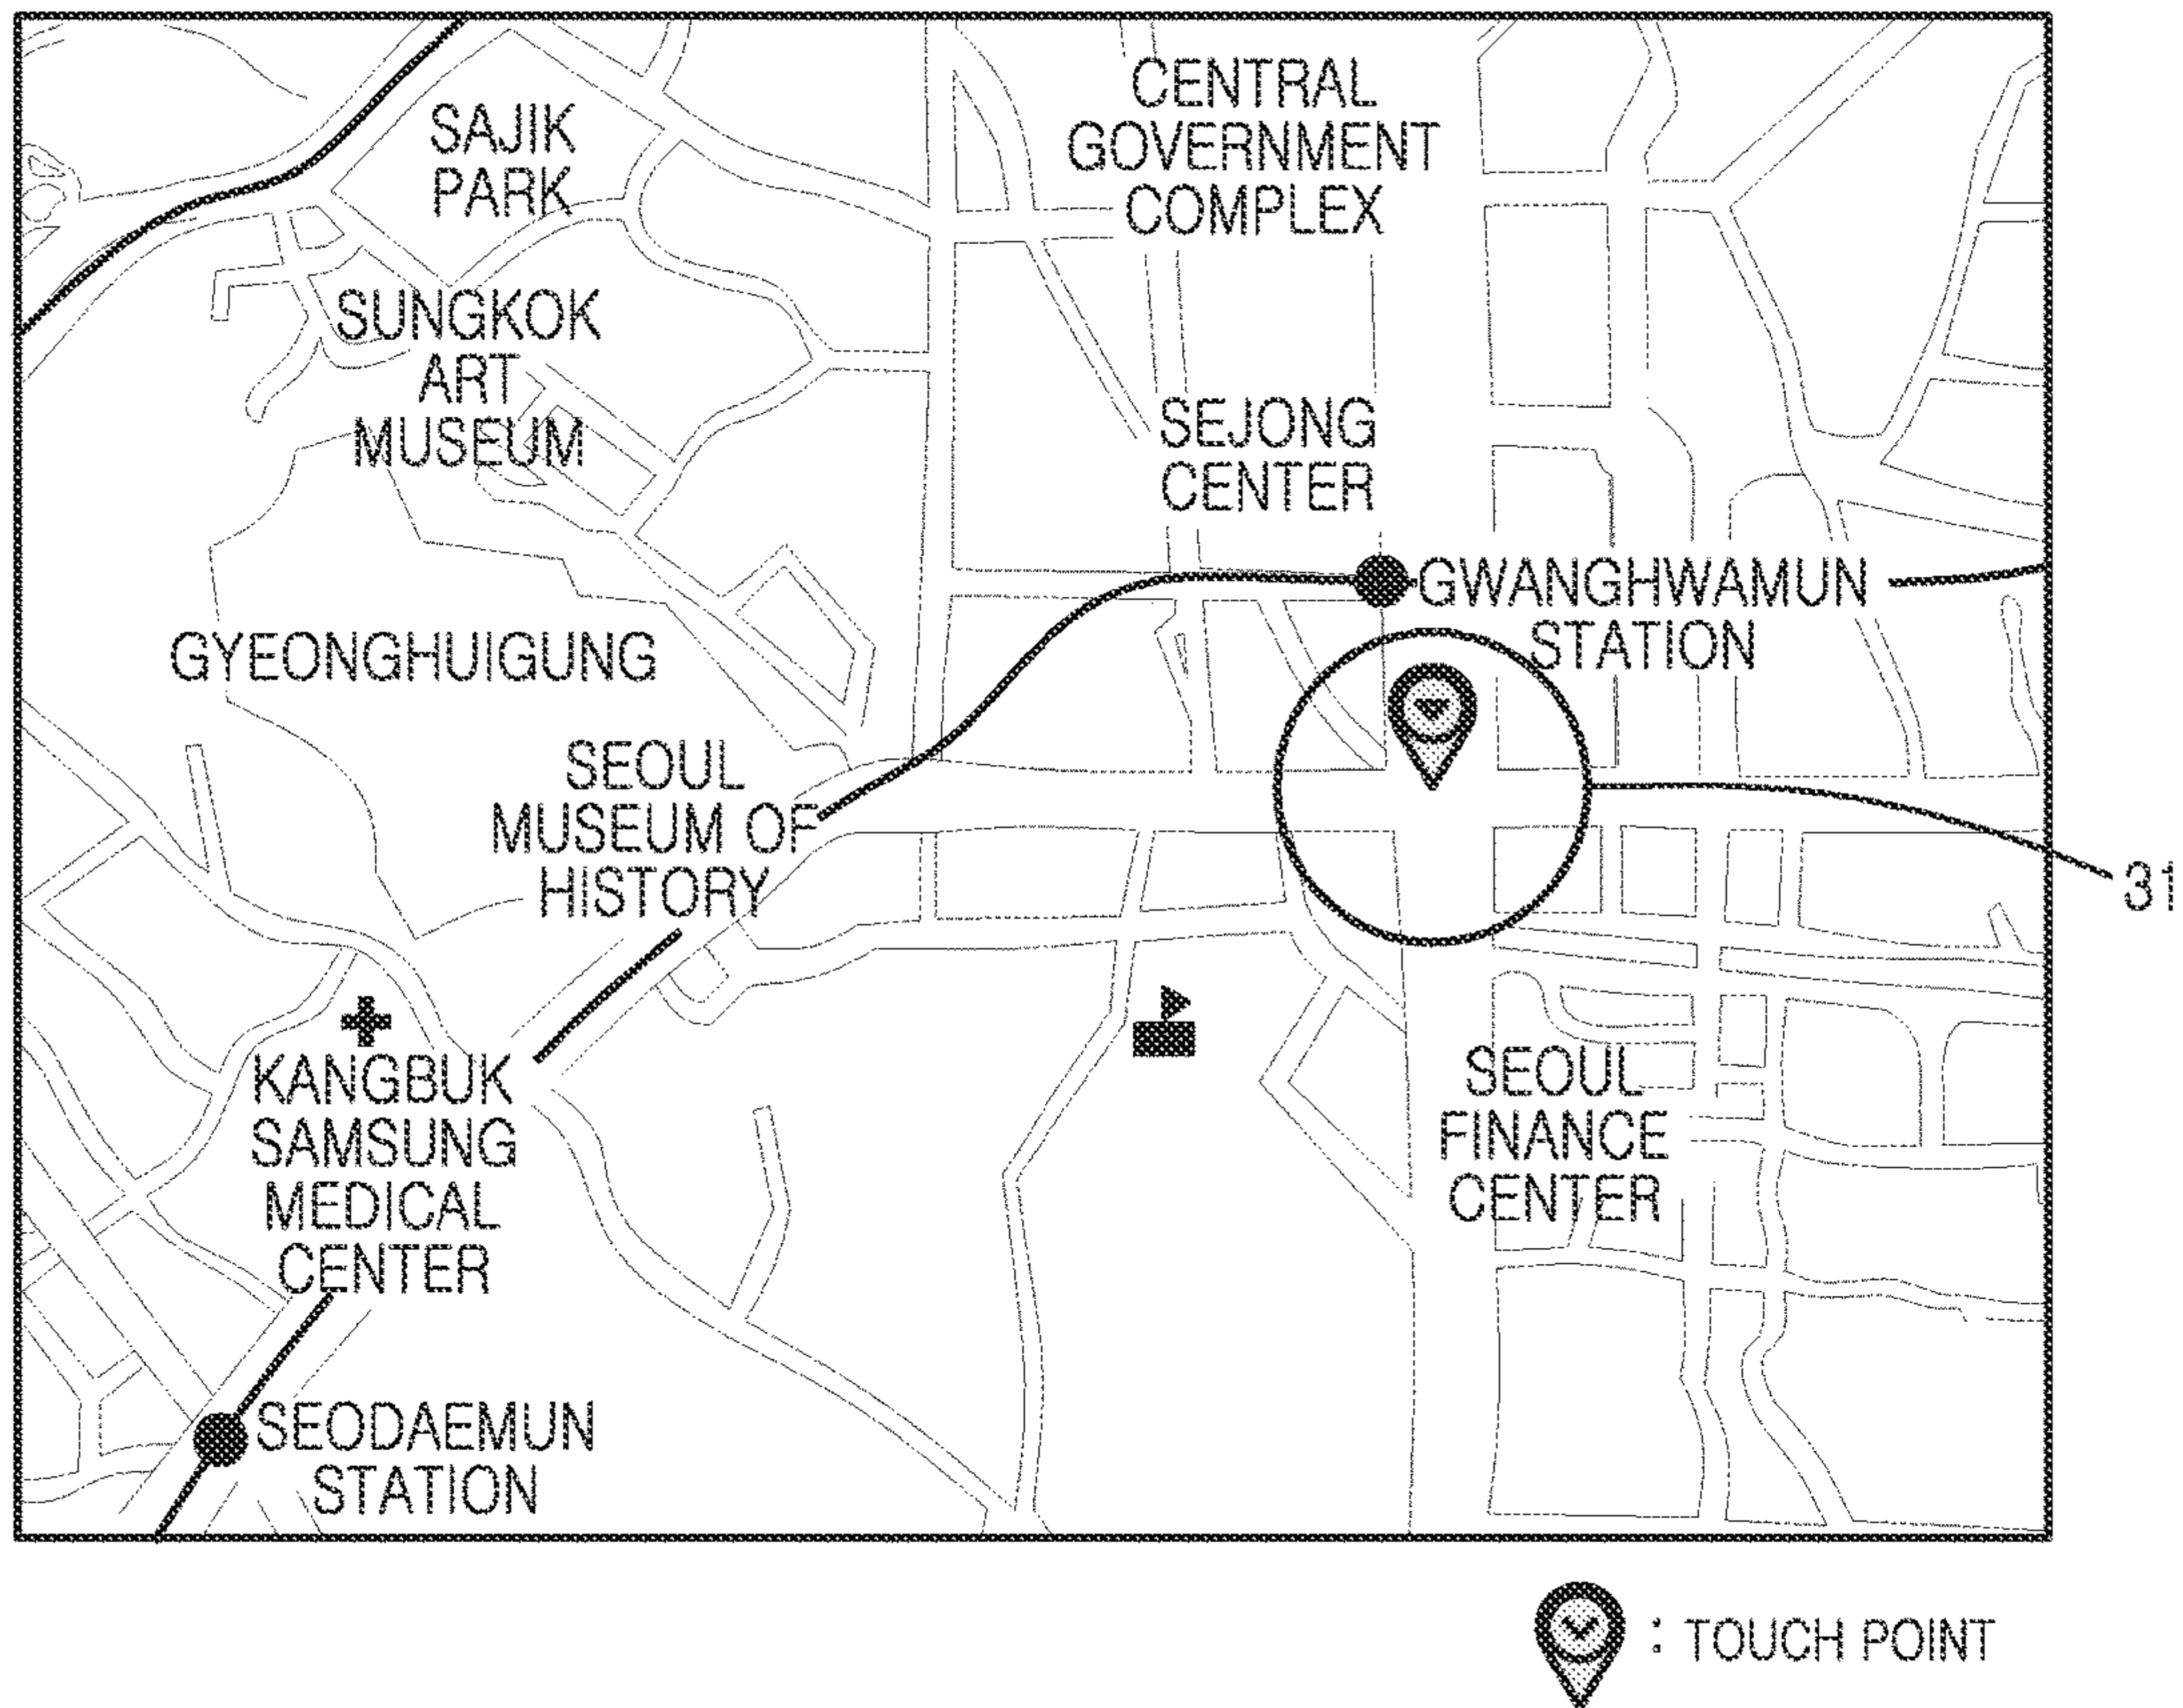 CENTRAL
GOVERNMENT
COMPLEX
SAJIK
PARK
SUNGKOK
ART
MUSEUM
SEJONG
CENTER
GWANGHWAMUN
STATION
GYEONGHUIGUNG
SEOUL
MUSEUM OF
HISTORY
31
KANGBUK
SAMSUNG
MEDICAL
CENTER
SEOUL
FINANCE
CENTER
SEODAEMUN
STATION
: TOUCH POINT